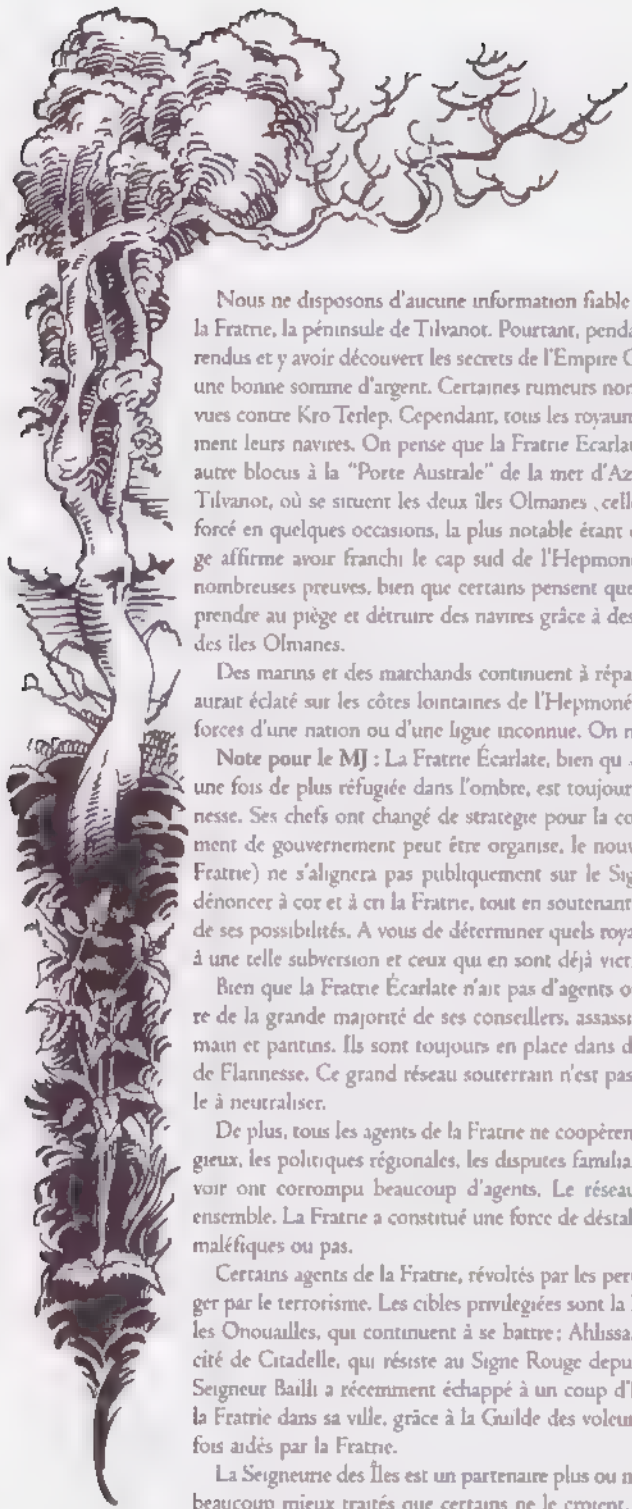 Nous ne disposons d'aucune information fiable
la Fratrie, la péninsule de Tilvanot. Pourtant, penda
rendus et y avoir découvert les secrets de l'Empire
une bonne somme d'argent. Certaines rumeurs
vues contre Kro Terlep. Cependant, tous les royaum
ment leurs navires. On pense que la Fratrie Ecarla
autre blocus à la "Porte Australe" de la mer d'Az
Tilvanot, où se situent les deux îles Olmanes, cell
forcé en quelques occasions, la plus notable étant
ge affirme avoir franchi le cap sud de l'Hepmon
nombreuses preuves, bien que certains pensent que
prendre au piège et détruire des navires grâce à des
des îles Olmanes.
Des marins et des marchands continuent à répa
aurait éclaté sur les côtes lointaines de l'Hepmoné
forces d'une nation ou d'une ligue inconnue. On
Note pour le MJ : La Fratrie Écarlate, bien qu
une fois de plus réfugiée dans l'ombre, est toujour
nesse. Ses chefs ont changé de stratégie pour la co
ment de gouvernement peut être organisé, le nouv
Fratrie) ne s'alignera pas publiquement sur le Sig
dénoncer à cor et à cri la Fratrie, tout en soutenant
de ses possibilités. A vous de déterminer quels roya
à une telle subversion et ceux qui en sont déjà vict
Bien que la Fratrie Écarlate n'ait pas d'agents
re de la grande majorité de ses conseillers, assassi
main et pantins. Ils sont toujours en place dans
de Flannesse. Ce grand réseau souterrain n'est pas
le à neutraliser.
De plus, tous les agents de la Fratrie ne coopèren
gieux, les politiques régionales, les disputes familia
voir ont corrompu beaucoup d'agents. Le réseau
ensemble. La Fratrie a constitué une force de déstal
maléfiques ou pas.
Certains agents de la Fratrie, révoltés par les per
ger par le terrorisme. Les cibles privilégiées sont la
les Onouailles, qui continuent à se battre ; Ahlissa
cité de Citadelle, qui résiste au Signe Rouge depu
Seigneur Bailli a récemment échappé à un coup d'
la Fratrie dans sa ville, grâce à la Guilde des voleur
fois aidés par la Fratrie.
La Seigneurie des Îles est un partenaire plus ou
beaucoup mieux traités que certains ne le